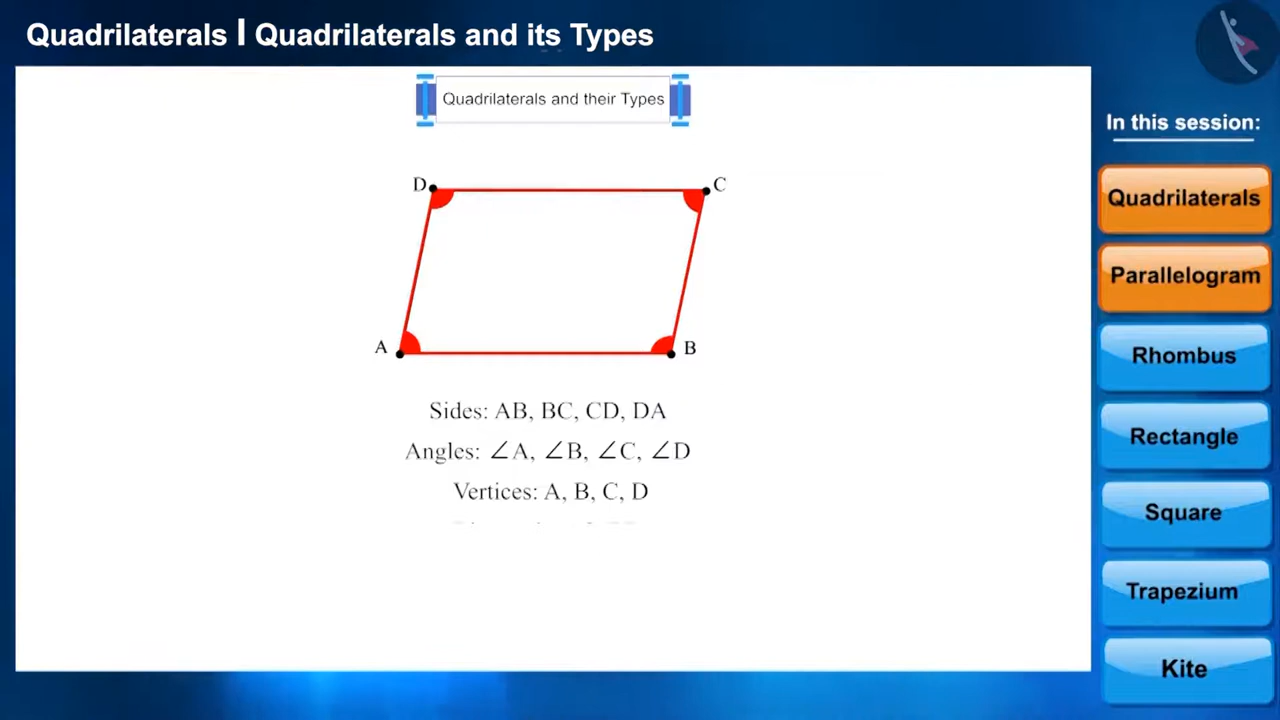 Quadrilaterals | Quadrilaterals and its Types
Quadrilaterals and their Types
In this session:
D
C
A
B
Sides: AB, BC, CD, DA
Angles: ∠A, ∠B, ∠C, ∠D
Vertices: A, B, C, D
Quadrilaterals
Parallelogram
Rhombus
Rectangle
Square
Trapezium
Kite